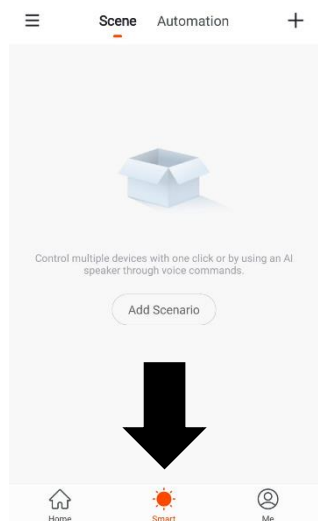 Scene Automation
Control multiple devices with one click or by using an AI
speaker through voice commands.
Add Scenario
Home Smart Me